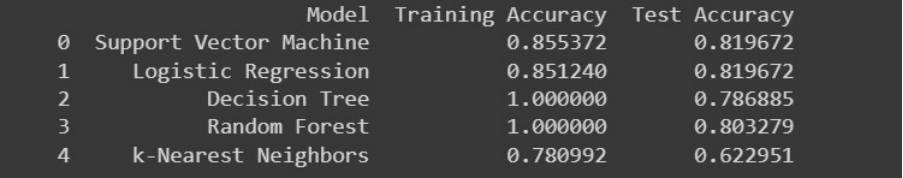 Model Training Accuracy Test Accuracy
0 Support Vector Machine 0.855372 0.819672
1 Logistic Regression 0.851240 0.819672
2 Decision Tree 1.000000 0.786885
3 Random Forest 1.000000 0.803279
4 k-Nearest Neighbors 0.780992 0.622951